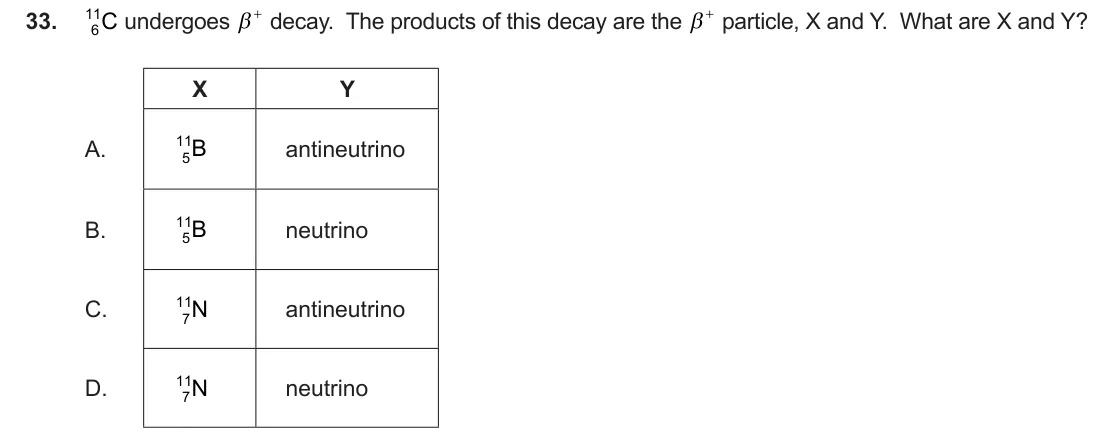 33. ¹¹₆C undergoes β⁺ decay. The products of this decay are the β⁺ particle, X and Y. What are X and Y?
X Y
A. ¹¹₅B antineutrino
B. ¹¹₅B neutrino
C. ¹¹₇N antineutrino
D. ¹¹₇N neutrino